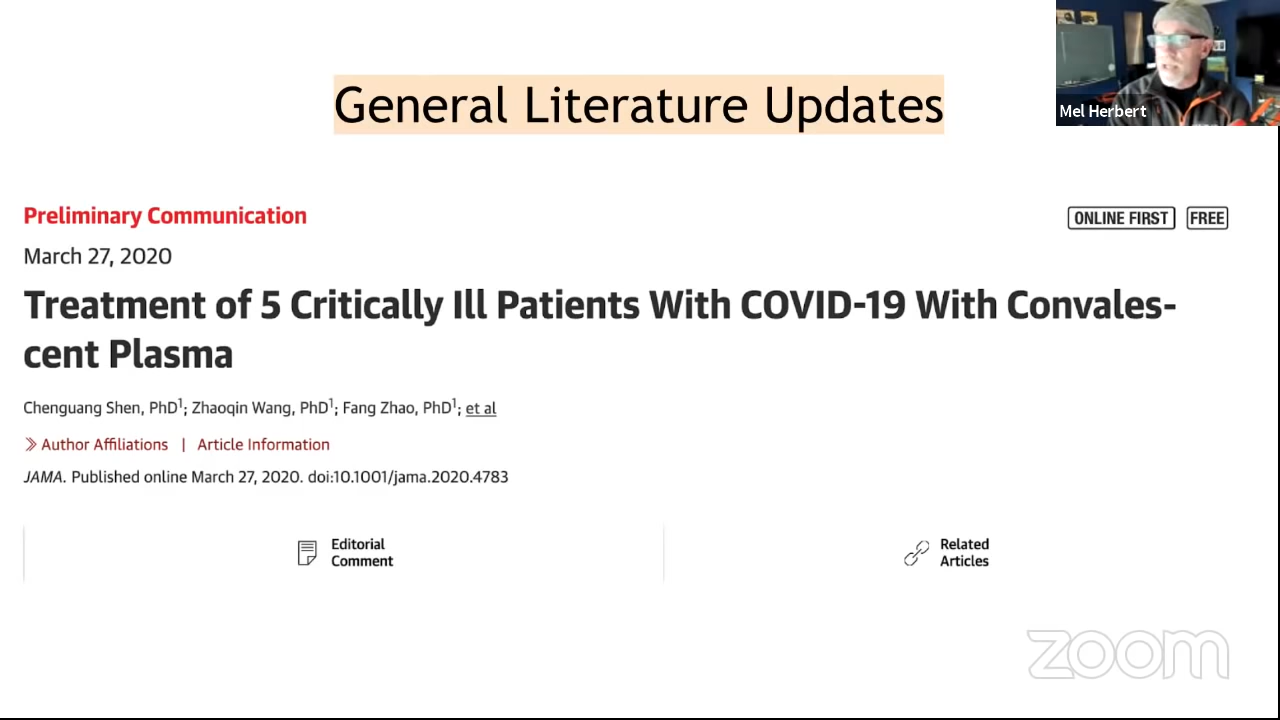 General Literature Updates
Mel Herbert
Preliminary Communication
ONLINE FIRST FREE
March 27, 2020
Treatment of 5 Critically Ill Patients With COVID-19 With Convales-
cent Plasma
Chenguang Shen, PhD1; Zhaoqin Wang, PhD1; Fang Zhao, PhD1; et al
Author Affiliations | Article Information
JAMA. Published online March 27, 2020. doi:10.1001/jama.2020.4783
Editorial
Comment
Related
Articles
zoom